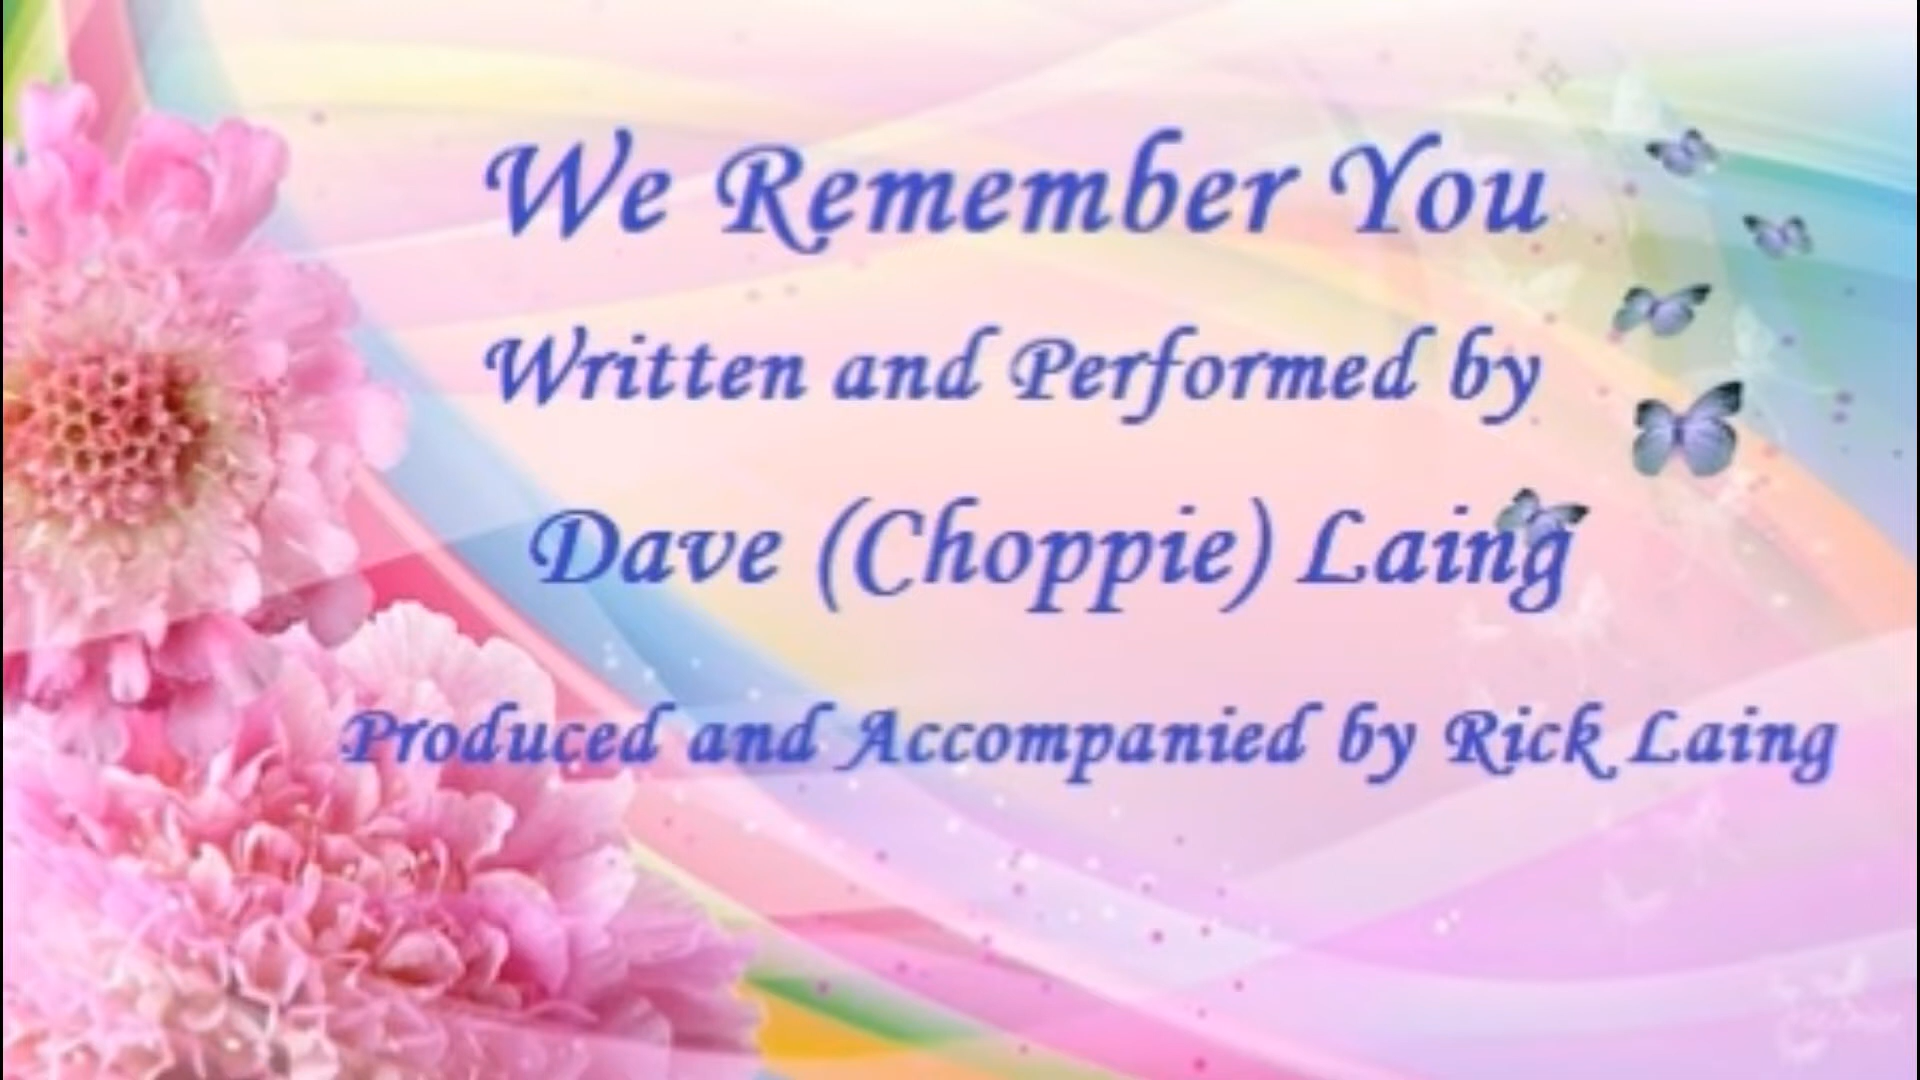 We Remember You
Written and Performed by
Dave (Choppie) Laing
Produced and Accompanied by Rick Laing